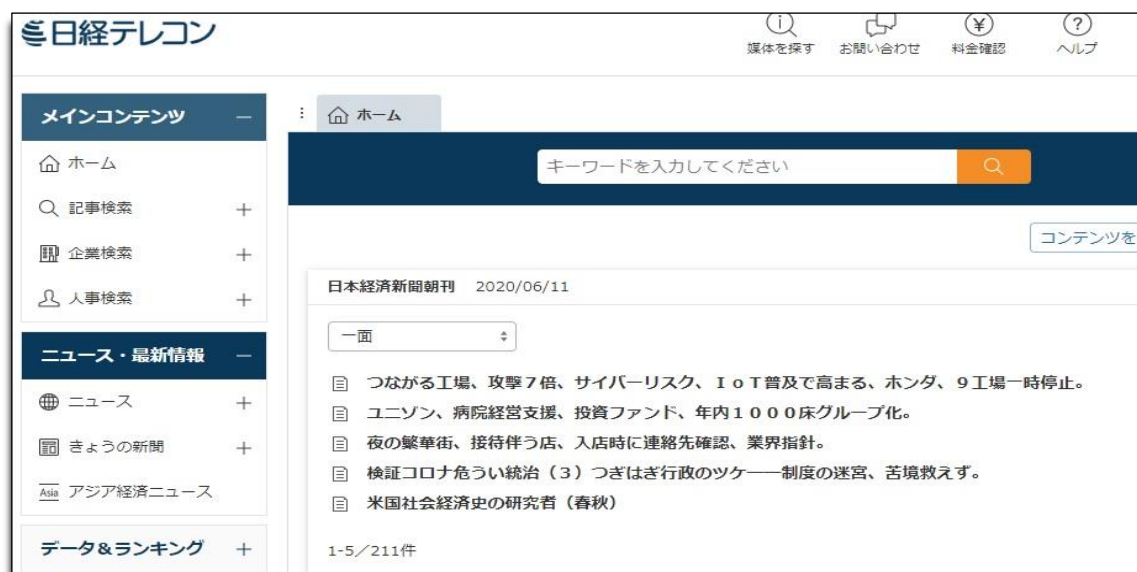 日経テレコン
媒体を探す お問い合わせ 料金確認 ヘルプ
メインコンテンツ
ホーム
記事検索
企業検索
人事検索
ニュース・最新情報
ニュース
きょうの新聞
Asia アジア経済ニュース
データ&ランキング
ホーム
キーワードを入力してください
コンテンツを
日本経済新聞朝刊 2020/06/11
一面
つながる工場、攻撃7倍、サイバーリスク、IoT普及で高まる、ホンダ、9工場一時停止。
ユニゾン、病院経営支援、投資ファンド、年内1000床グループ化。
夜の繁華街、接待伴う店、入店時に連絡先確認、業界指針。
検証コロナ危うい統治(3)つぎはぎ行政のツケ――制度の迷宮、苦境救えず。
米国社会経済史の研究者(春秋)
1-5/211件